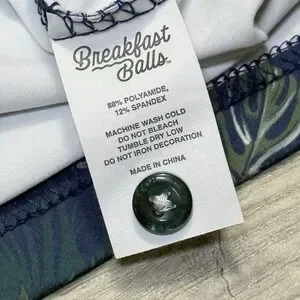 Breakfast
Balls™
88% POLYAMIDE,
12% SPANDEX
MACHINE WASH COLD
DO NOT BLEACH
TUMBLE DRY LOW
DO NOT IRON DECORATION
MADE IN CHINA